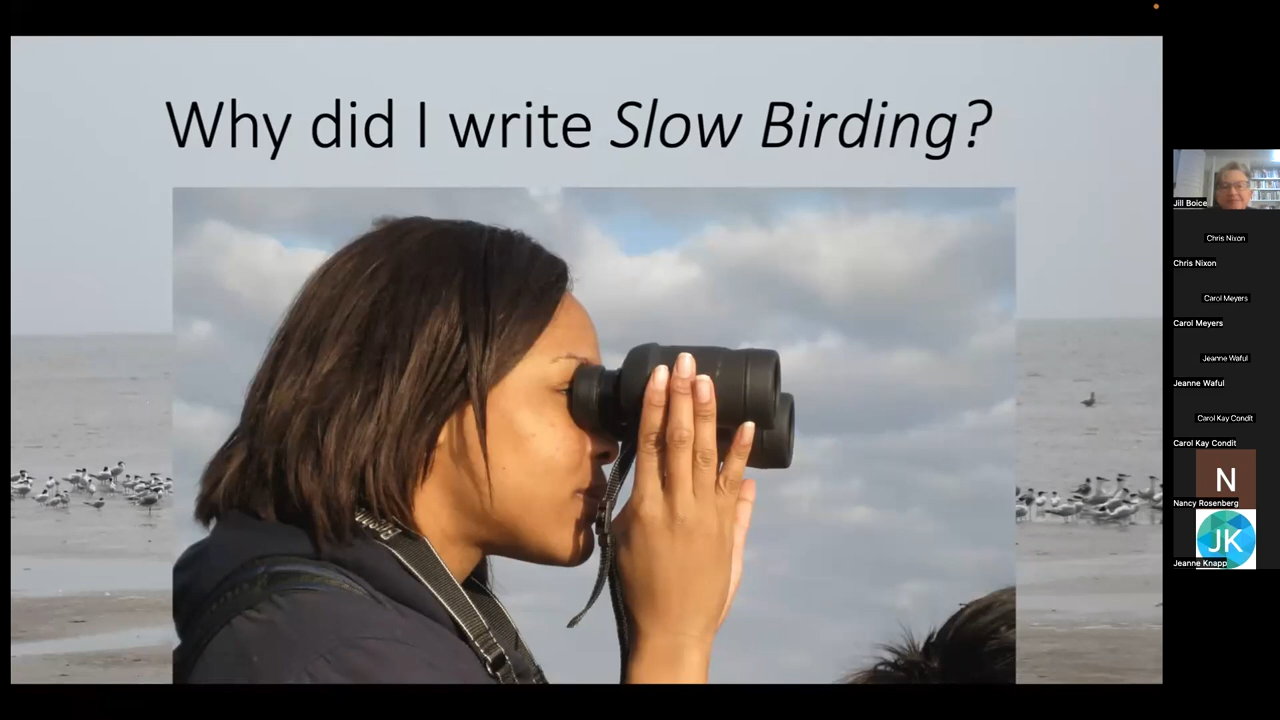 Why did I write Slow Birding?
Jill Boice
Chris Nixon
Chris Nixon
Carol Meyers
Carol Meyers
Jeanne Waful
Jeanne Waful
Carol Kay Condit
Carol Kay Condit
N
Nancy Rosenberg
JK
Jeanne Knapp